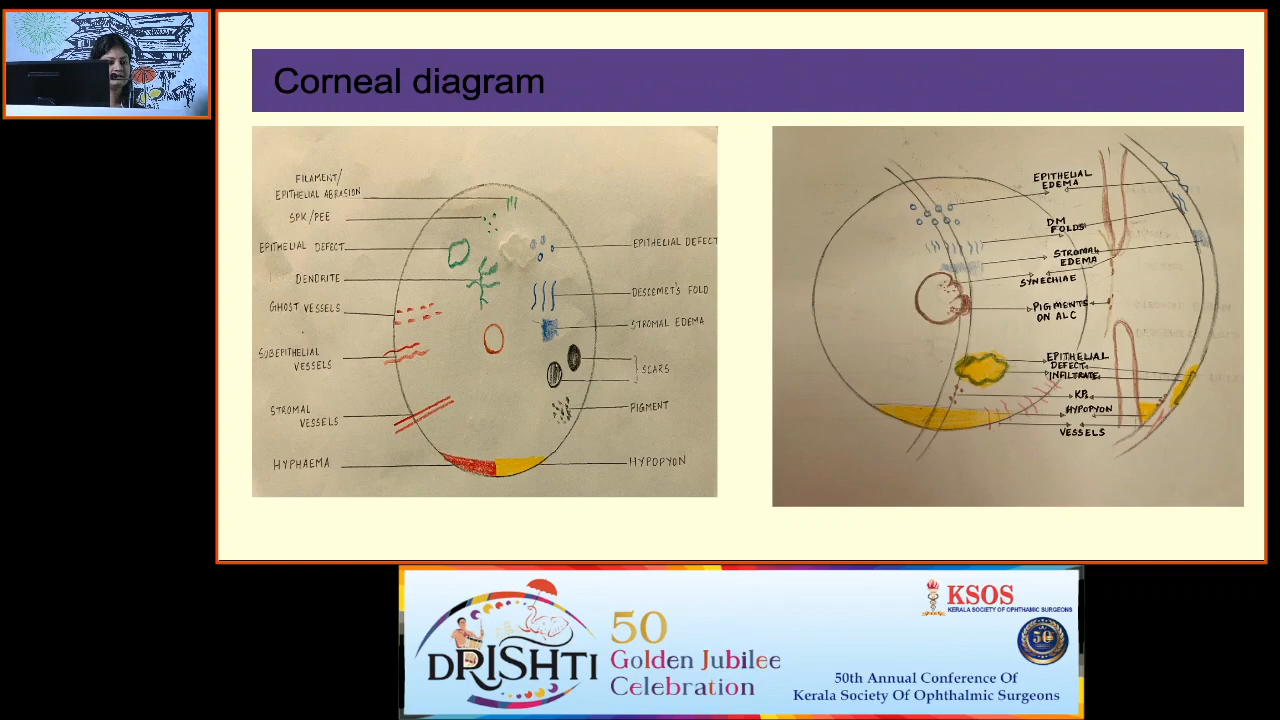 Corneal diagram
FILAMENT/
EPITHELIAL ABRASION
SPK/PEE
EPITHELIAL DEFECT
DENDRITE
GHOST VESSELS
SUBEPITHELIAL
VESSELS
STROMAL
VESSELS
HYPHAEMA
EPITHELIAL DEFECT
DESCEMET'S FOLD
STROMAL EDEMA
SCARS
PIGMENT
HYPOPYON
EPITHELIAL
EDEMA
DM
FOLDS
STROMAL
EDEMA
SYNECHIAE
PIGMENTS
ON ALC
EPITHELIAL
DEFECT
INFILTRATE
KP
HYPOPYON
VESSELS
DRISHTI
50
Golden Jubilee
Celebration
KSOS
KERALA SOCIETY OF OPHTHALMIC SURGEONS
50
50th Annual Conference Of
Kerala Society Of Ophthalmic Surgeons